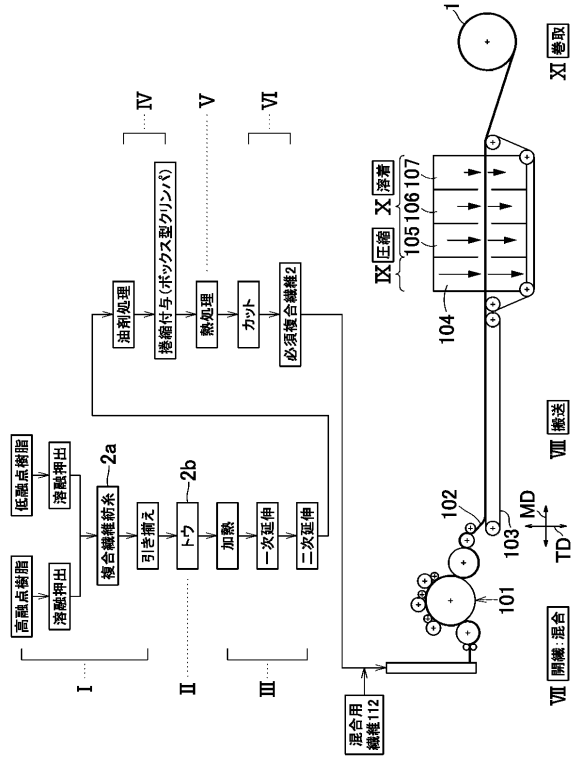 高融点樹脂
低融点樹脂
溶融押出
溶融押出
複合繊維紡糸
2a
引き揃え
トウ
2b
加熱
一次延伸
二次延伸
I
II
III
油剤処理
捲縮付与(ボックス型クリンパ)
熱処理
カット
必須複合繊維2
IV
V
VI
混合用
繊維112
101
102
103
MD
TD
104
105
106
107
1
VII 開繊:混合
VIII 搬送
IX 圧縮
X 溶着
XI 巻取